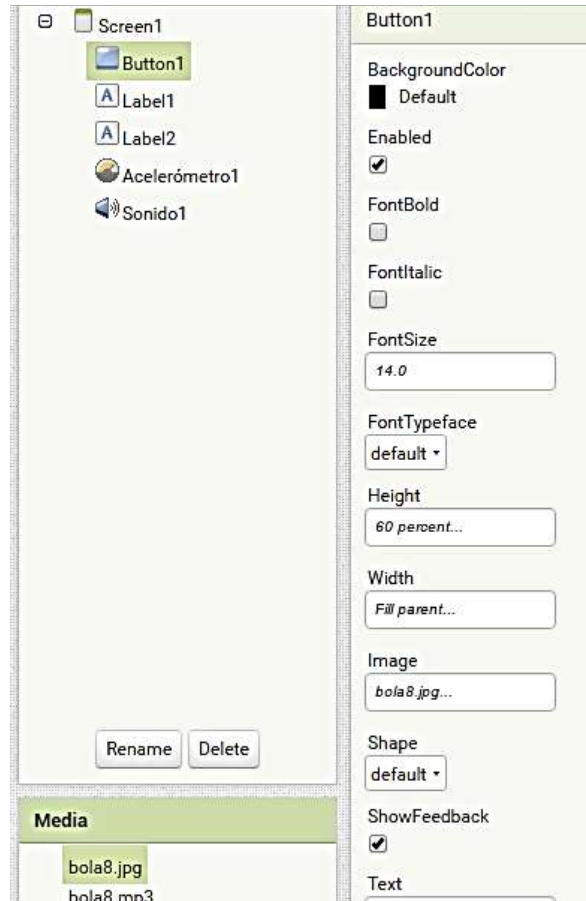 Screen1
Button1
Label1
Label2
Acelerómetro1
Sonido1
Rename
Delete
Media
bola8.jpg
bola8.mp3
Button1
BackgroundColor
Default
Enabled
FontBold
FontItalic
FontSize
14.0
FontTypeface
default
Height
60 percent...
Width
Fill parent...
Image
bola8.jpg...
Shape
default
ShowFeedback
Text